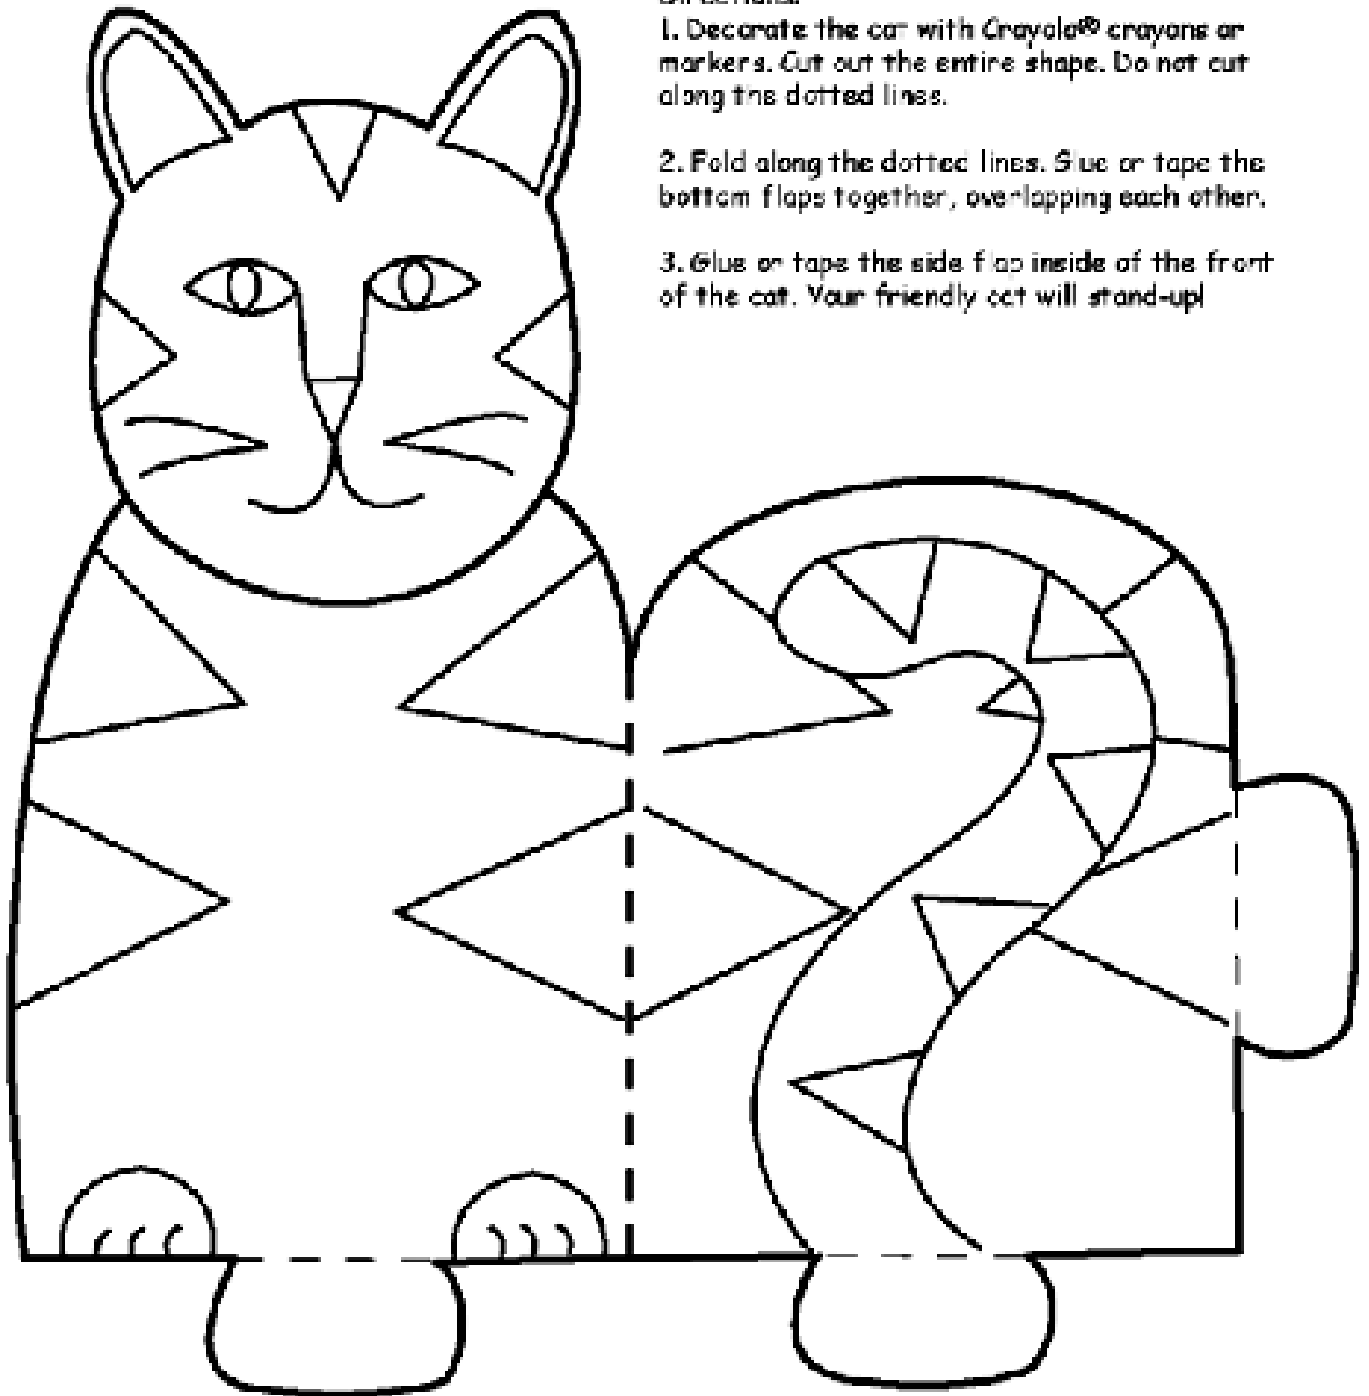 Directions:
1. Decorate the cat with Crayola® crayons or
markers. Cut out the entire shape. Do not cut
along the dotted lines.
2. Fold along the dotted lines. Glue or tape the
bottom flaps together, overlapping each other.
3. Glue or tape the side flap inside of the front
of the cat. Your friendly cat will stand-up!